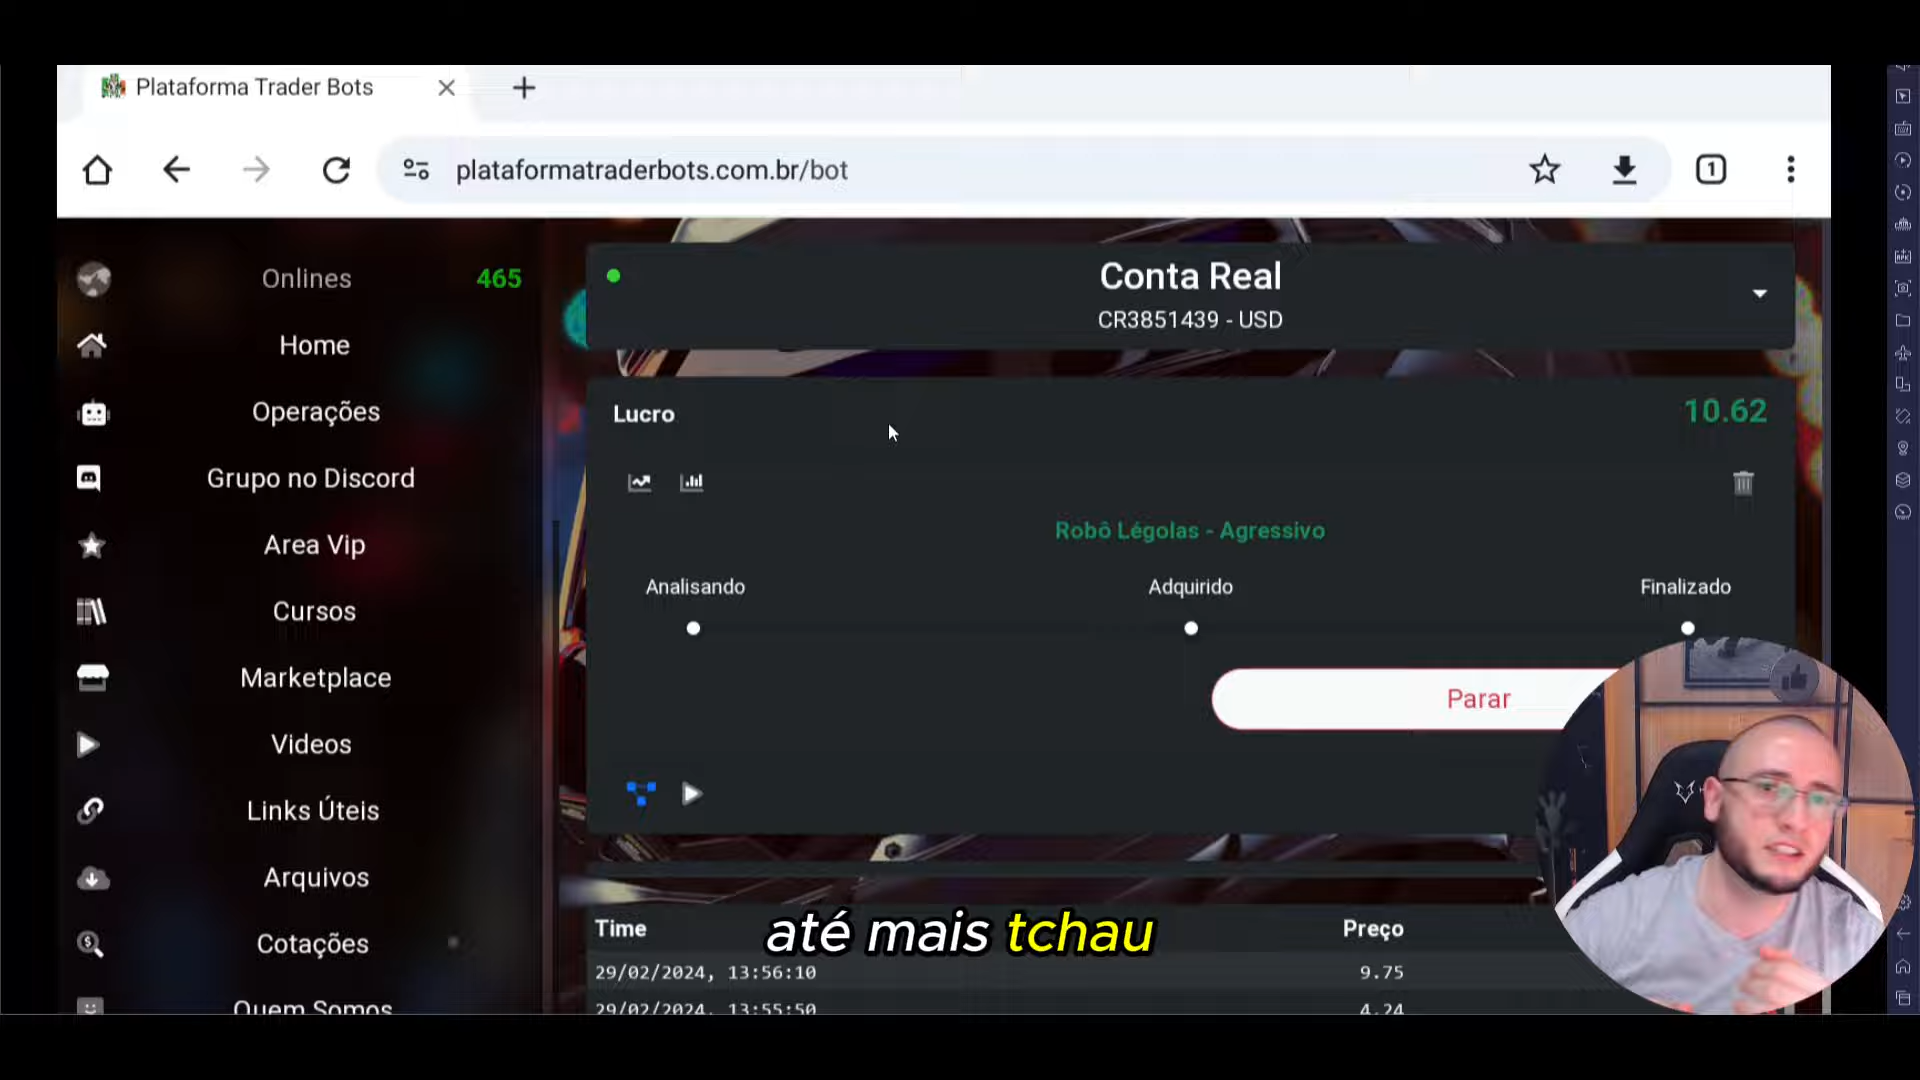 Plataforma Trader Bots
1
plataformatraderbots.com.br/bot
Onlines 465
Home
Operações
Grupo no Discord
Area Vip
Cursos
Marketplace
Videos
Links Úteis
Arquivos
Cotações
Quem Somos
Conta Real
CR3851439 - USD
Lucro 10.62
Robô Légolas - Agressivo
Analisando Adquirido Finalizado
Parar
Time Preço
29/02/2024, 13:56:10 9.75
29/02/2024, 13:55:50 4.24
até mais tchau